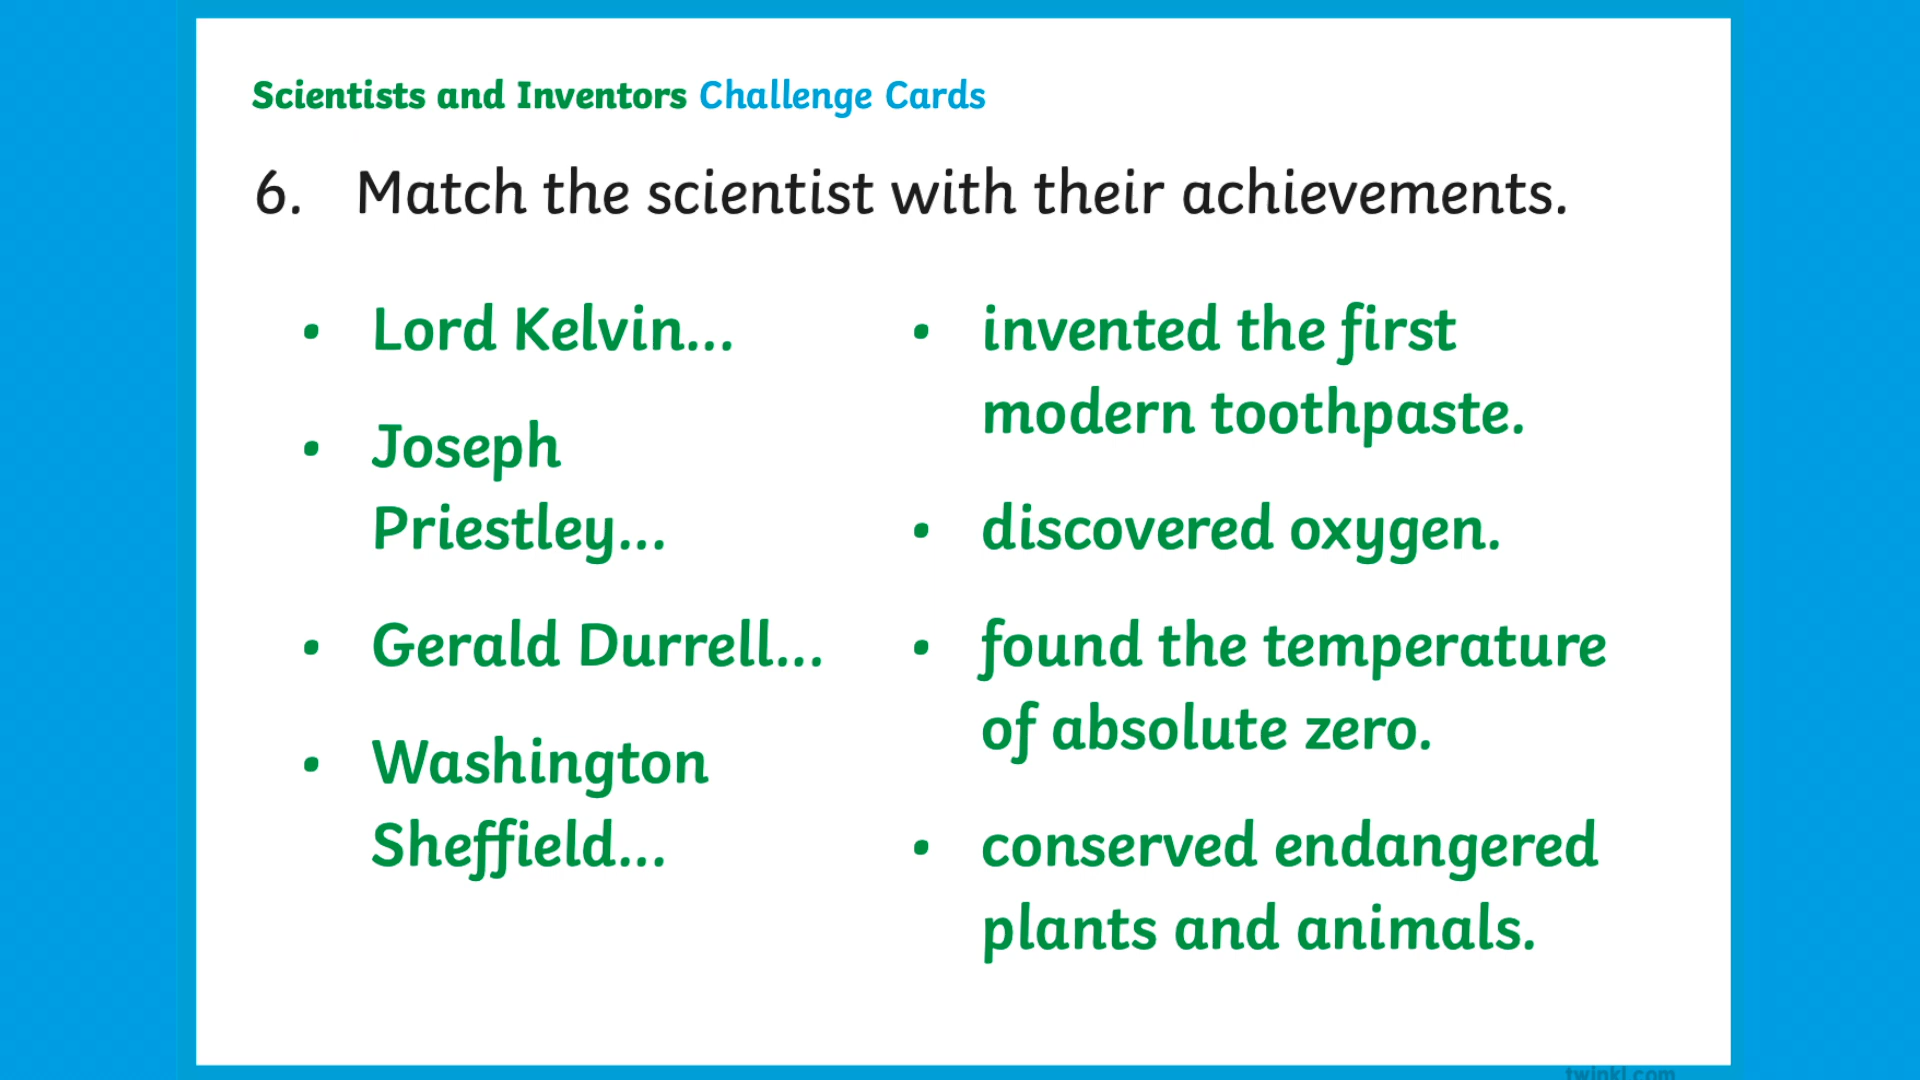 Scientists and Inventors Challenge Cards
6. Match the scientist with their achievements.
• Lord Kelvin...
• Joseph
Priestley...
• Gerald Durrell...
• Washington
Sheffield...
• invented the first
modern toothpaste.
• discovered oxygen.
• found the temperature
of absolute zero.
• conserved endangered
plants and animals.
twinkl.com